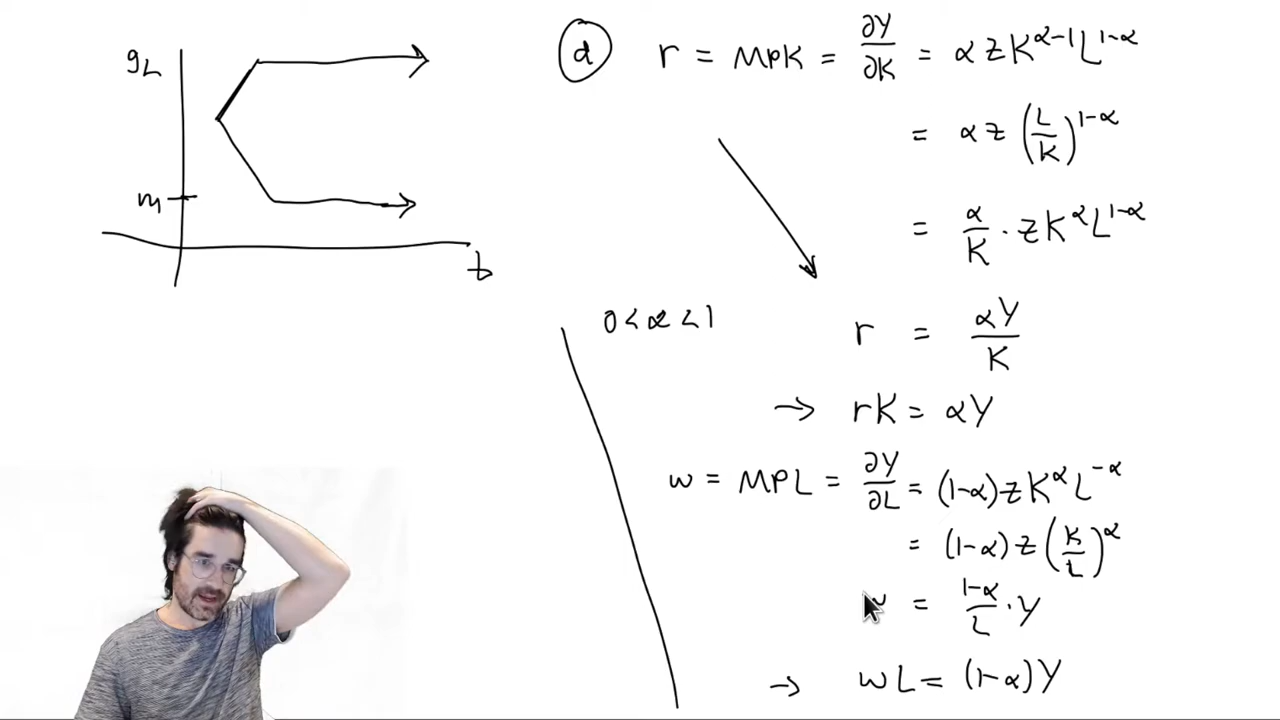 g_L
m
t
(d) r = MPK = ∂Y/∂K = αzK^{α-1}L^{1-α}
= αz(L/K)^{1-α}
= α/K · zK^αL^{1-α}
0<α<1
r = αY/K
→ rK = αY
w = MPL = ∂Y/∂L = (1-α)zK^αL^{-α}
= (1-α)z(K/L)^α
w = 1-α/L · Y
→ wL = (1-α)Y